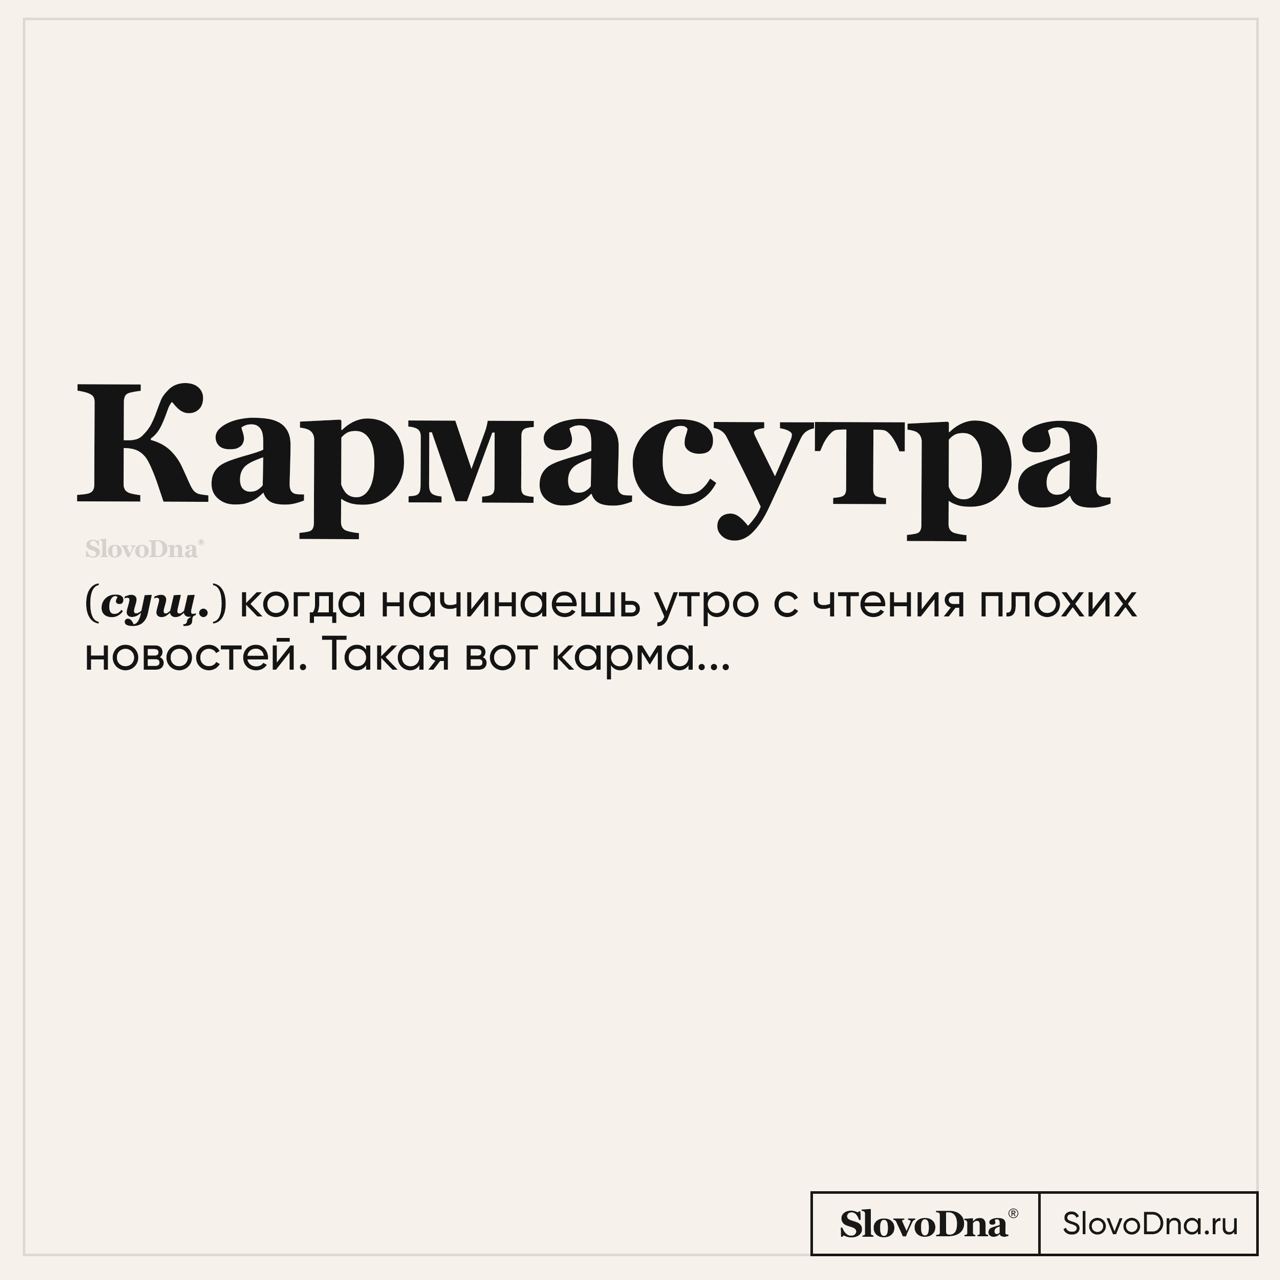 Кармасутра
SlovoDna®
(сущ.) когда начинаешь утро с чтения плохих
новостей. Такая вот карма...
SlovoDna® SlovoDna.ru